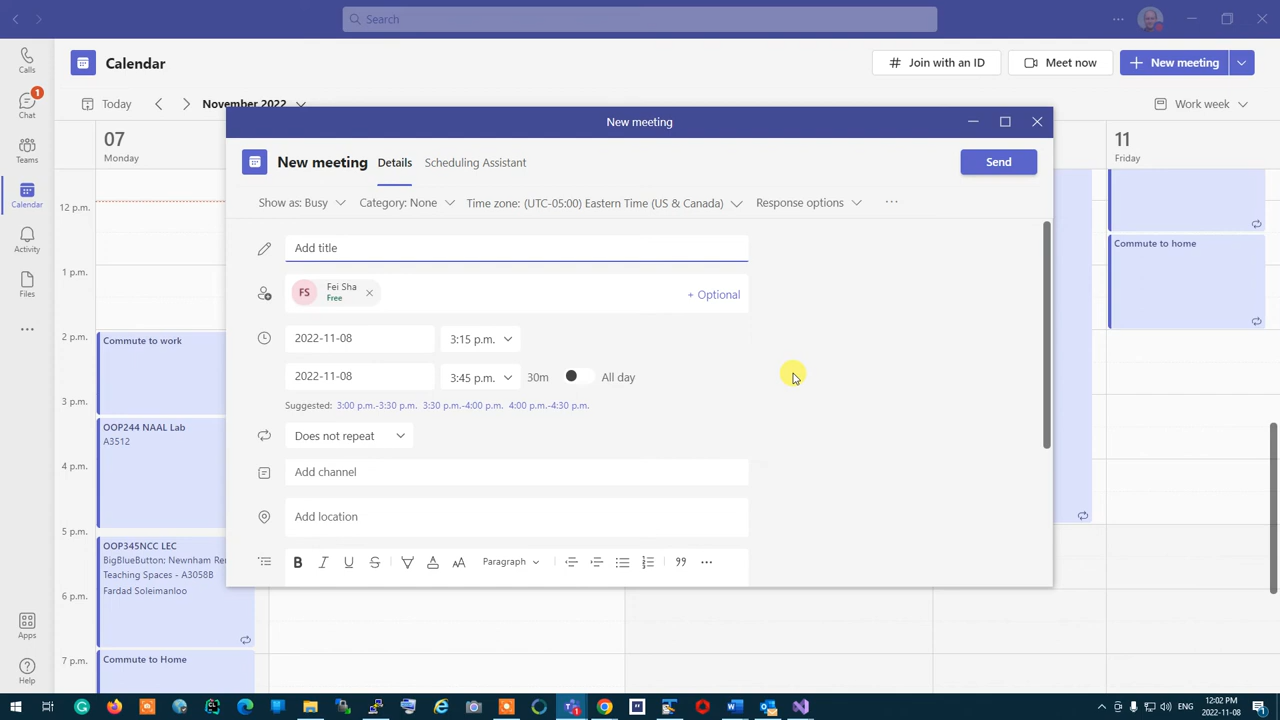 Search
Calendar
Join with an ID
Meet now
New meeting
Today
November 2022
Work week
Calls
Chat
1
Teams
Calendar
Activity
Files
Apps
Help
07
Monday
11
Friday
12 p.m.
1 p.m.
2 p.m.
3 p.m.
4 p.m.
5 p.m.
6 p.m.
7 p.m.
Commute to work
OOP244 NAAL Lab
A3512
OOP345NCC LEC
BigBlueButton: Newnham Ren
Teaching Spaces - A3058B
Fardad Soleimanloo
Commute to Home
Commute to home
New meeting
New meeting
Details
Scheduling Assistant
Send
Show as: Busy
Category: None
Time zone: (UTC-05:00) Eastern Time (US & Canada)
Response options
Add title
FS
Fei Sha
Free
+ Optional
2022-11-08
3:15 p.m.
2022-11-08
3:45 p.m.
30m
All day
Suggested: 3:00 p.m.-3:30 p.m. 3:30 p.m.-4:00 p.m. 4:00 p.m.-4:30 p.m.
Does not repeat
Add channel
Add location
Paragraph
ENG
12:02 PM
2022-11-08